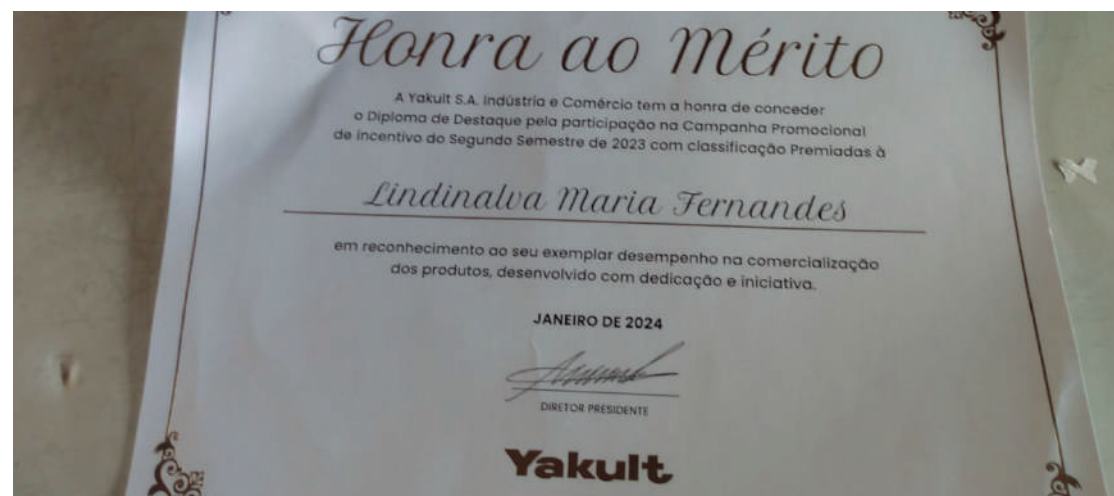 Honra ao Mérito
A Yakult S.A. Indústria e Comércio tem a honra de conceder
o Diploma de Destaque pela participação na Campanha Promocional
de incentivo do Segundo Semestre de 2023 com classificação Premiadas à
Lindinalva Maria Fernandes
em reconhecimento ao seu exemplar desempenho na comercialização
dos produtos, desenvolvido com dedicação e iniciativa.
JANEIRO DE 2024
DIRETOR PRESIDENTE
Yakult